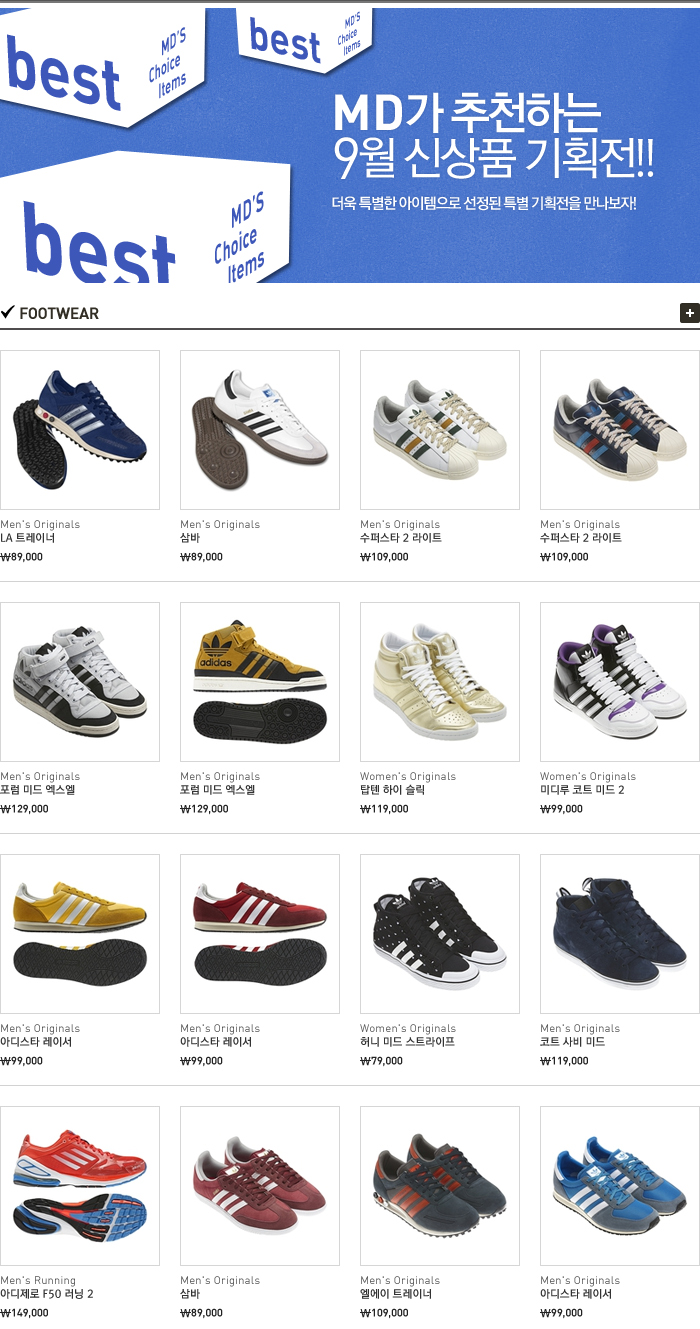 best
MD'S
Choice
Items
best
MD'S
Choice
Items
MD가 추천하는
9월 신상품 기획전!!
더욱 특별한 아이템으로 선정된 특별 기획전을 만나보자!
best
MD'S
Choice
Items
FOOTWEAR
Men's Originals
LA 트레이너
₩89,000
Men's Originals
삼바
₩89,000
Men's Originals
수퍼스타 2 라이트
₩109,000
Men's Originals
수퍼스타 2 라이트
₩109,000
adidas
Men's Originals
포럼 미드 엑스엘
₩129,000
Men's Originals
포럼 미드 엑스엘
₩129,000
Women's Originals
탑텐 하이 슬릭
₩119,000
Women's Originals
미디루 코트 미드 2
₩99,000
Men's Originals
아디스타 레이서
₩99,000
Men's Originals
아디스타 레이서
₩99,000
Women's Originals
허니 미드 스트라이프
₩79,000
Men's Originals
코트 사비 미드
₩119,000
Men's Running
아디제로 F50 러닝 2
₩149,000
Men's Originals
삼바
₩89,000
Men's Originals
엘에이 트레이너
₩109,000
Men's Originals
아디스타 레이서
₩99,000